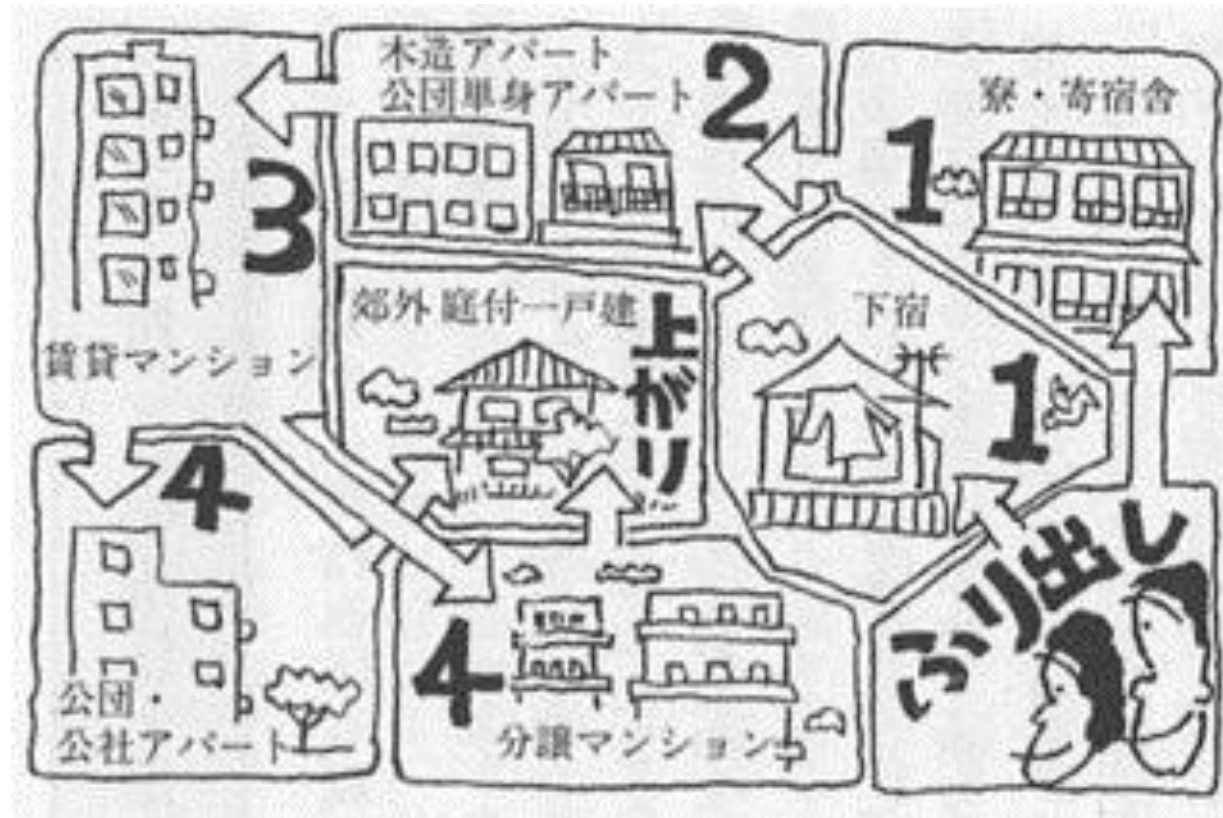 ふり出し
1
寮・寄宿舎
1
下宿
2
木造アパート
公団単身アパート
3
賃貸マンション
4
公団・
公社アパート
4
分譲マンション
郊外 庭付一戸建
上がり